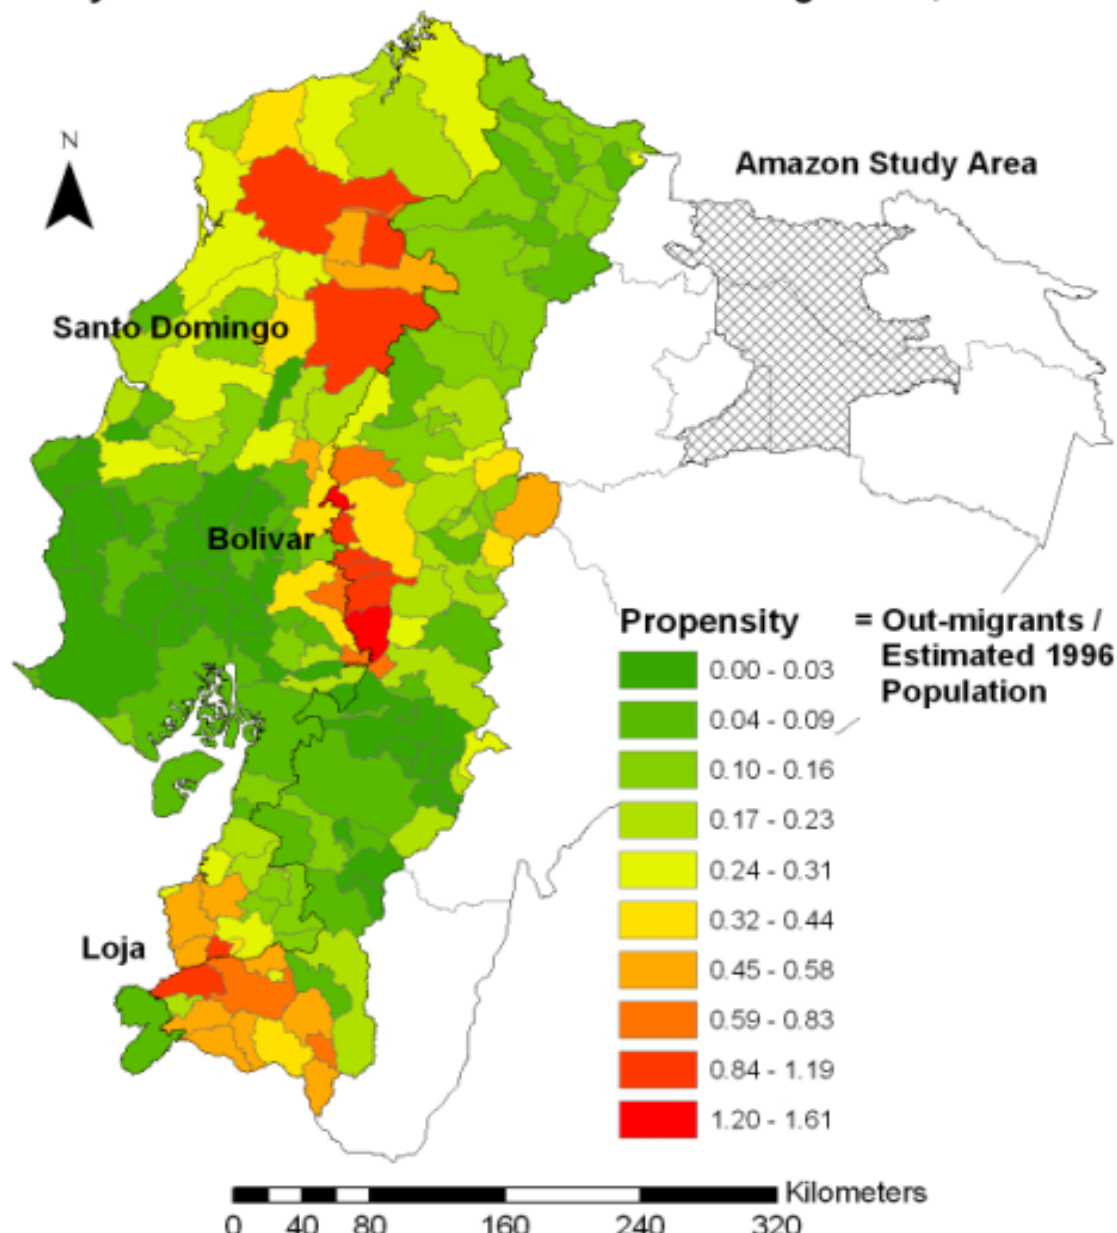 N
Amazon Study Area
Santo Domingo
Bolivar
Loja
Propensity = Out-migrants /
Estimated 1996
Population
0.00 - 0.03
0.04 - 0.09
0.10 - 0.16
0.17 - 0.23
0.24 - 0.31
0.32 - 0.44
0.45 - 0.58
0.59 - 0.83
0.84 - 1.19
1.20 - 1.61
Kilometers
0 40 80 160 240 320